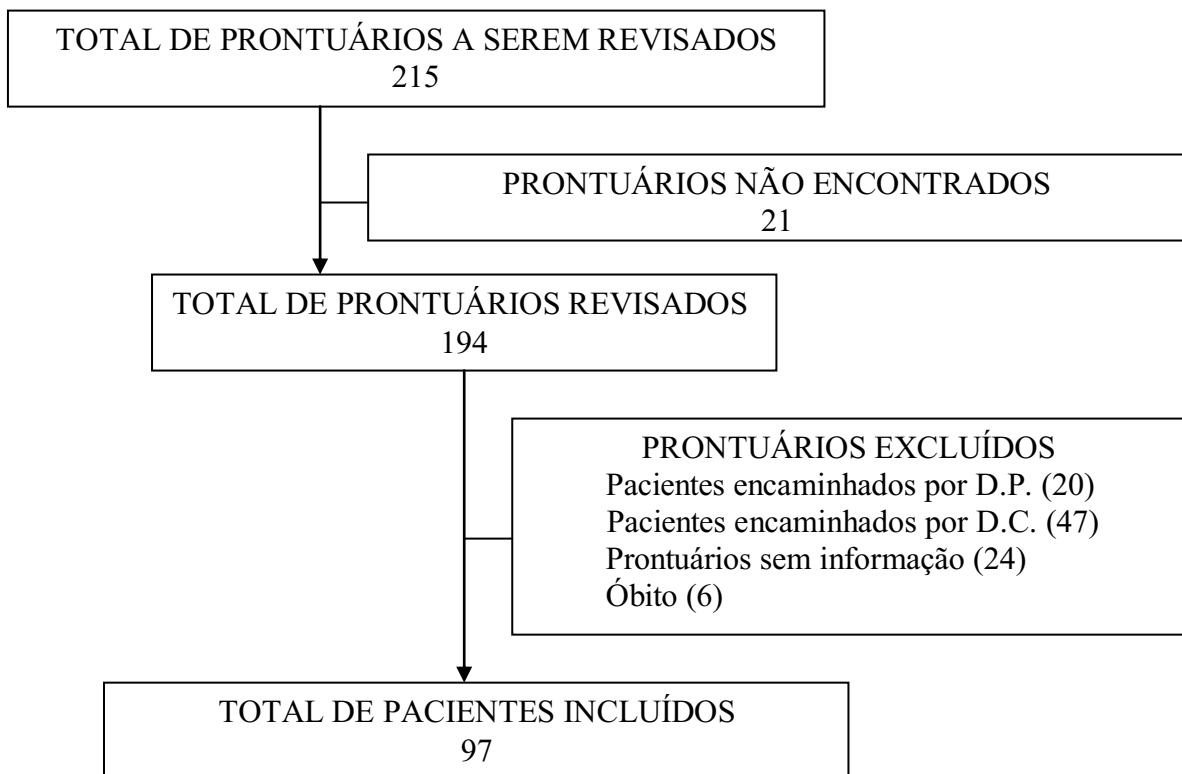 TOTAL DE PRONTUÁRIOS A SEREM REVISADOS
215
PRONTUÁRIOS NÃO ENCONTRADOS
21
TOTAL DE PRONTUÁRIOS REVISADOS
194
PRONTUÁRIOS EXCLUÍDOS
Pacientes encaminhados por D.P. (20)
Pacientes encaminhados por D.C. (47)
Prontuários sem informação (24)
Óbito (6)
TOTAL DE PACIENTES INCLUÍDOS
97